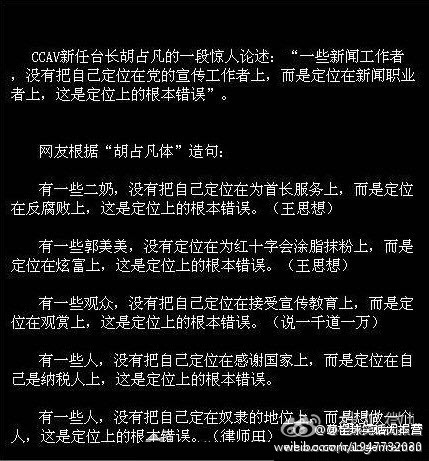 CCAV新任台长胡占凡的一段惊人论述：“一些新闻工作者
，没有把自己定位在党的宣传工作者上，而是定位在新闻职业
者上，这是定位上的根本错误”。
网友根据“胡占凡体”造句：
有一些二奶，没有把自己定位在为首长服务上，而是定位
在反腐败上，这是定位上的根本错误。（王思想）
有一些郭美美，没有定位在为红十字会涂脂抹粉上，而是
定位在炫富上，这是定位上的根本错误。（王思想）
有一些观众，没有把自己定位在接受宣传教育上，而是定
位在观赏上，这是定位上的根本错误。（说一千道一万）
有一些人，没有把自己定位在感谢国家上，而是定位在自
己是纳税人上，这是定位上的根本错误。
有一些人，没有把自己定在奴隶的地位上，而是想做一个
人，这是定位上的根本错误。（律师田）
weibo.com/1947732080